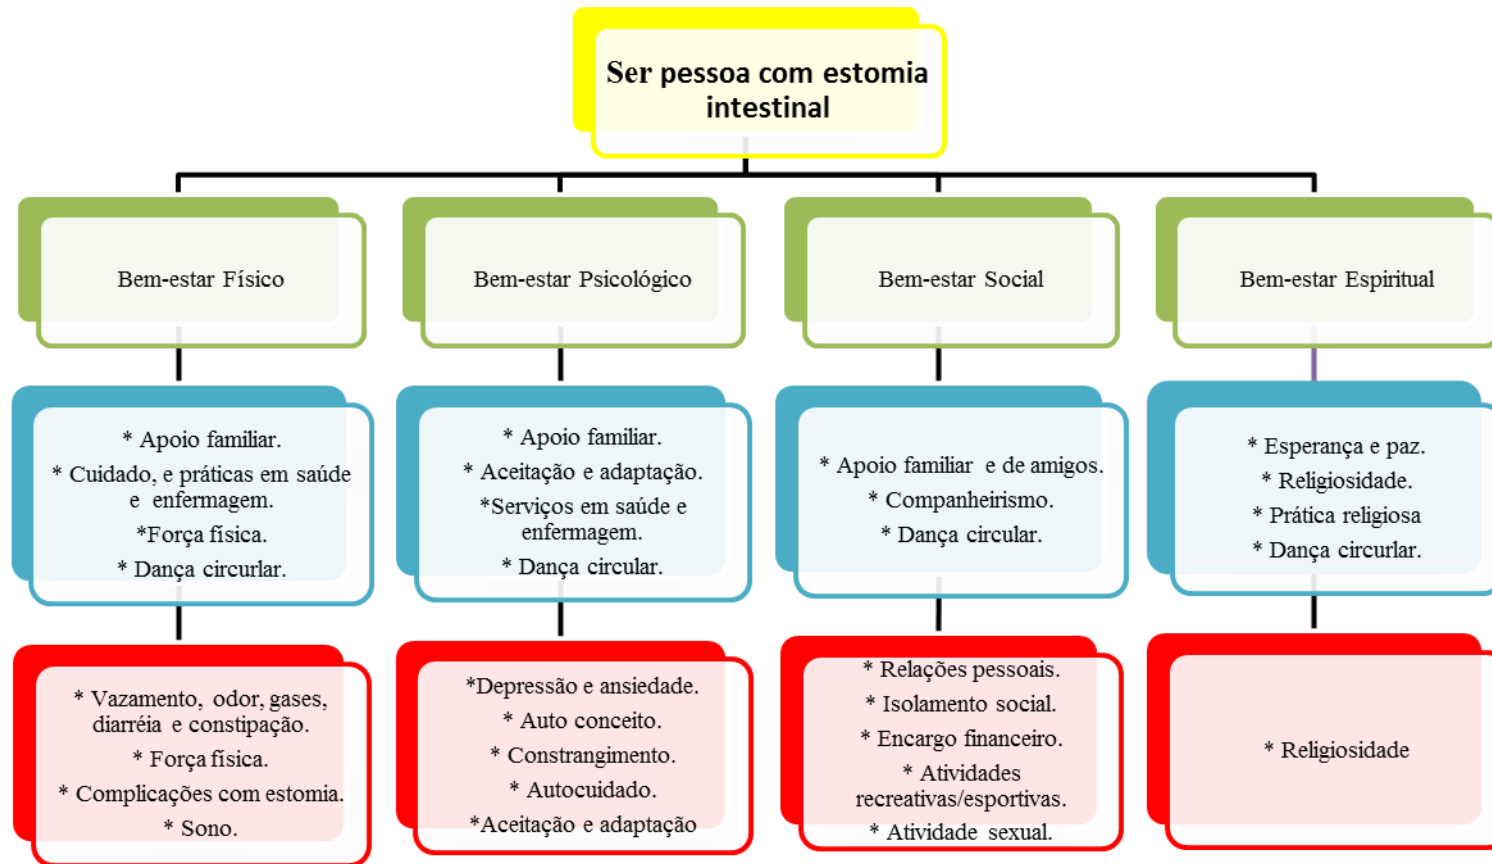 Ser pessoa com estomia
intestinal
Bem-estar Físico
Bem-estar Psicológico
Bem-estar Social
Bem-estar Espiritual
* Apoio familiar.
* Cuidado, e práticas em saúde
e enfermagem.
*Força física.
* Dança circurlar.
* Apoio familiar.
* Aceitação e adaptação.
*Serviços em saúde e
enfermagem.
* Dança circular.
* Apoio familiar e de amigos.
* Companheirismo.
* Dança circular.
* Esperança e paz.
* Religiosidade.
* Prática religiosa
* Dança circurlar.
* Vazamento, odor, gases,
diarréia e constipação.
* Força física.
* Complicações com estomia.
* Sono.
*Depressão e ansiedade.
* Auto conceito.
* Constrangimento.
* Autocuidado.
*Aceitação e adaptação
* Relações pessoais.
* Isolamento social.
* Encargo financeiro.
* Atividades
recreativas/esportivas.
* Atividade sexual.
* Religiosidade